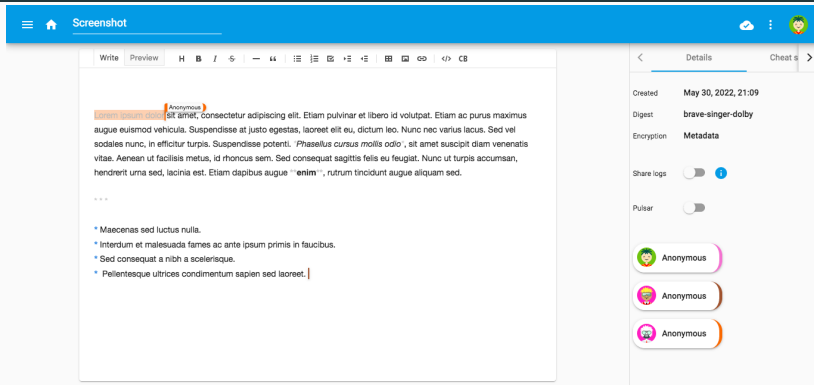 Screenshot
Write Preview H B I S — “ CB
Details Cheat s
Created May 30, 2022, 21:09
Digest brave-singer-dolby
Encryption Metadata
Share logs i
Pulsar
Anonymous
Anonymous
Anonymous
Anonymous
Lorem ipsum dolor sit amet, consectetur adipiscing elit. Etiam pulvinar et libero id volutpat. Etiam ac purus maximus
augue euismod vehicula. Suspendisse at justo egestas, laoreet elit eu, dictum leo. Nunc nec varius lacus. Sed vel
sodales nunc, in efficitur turpis. Suspendisse potenti. *Phasellus cursus mollis odio*, sit amet suscipit diam venenatis
vitae. Aenean ut facilisis metus, id rhoncus sem. Sed consequat sagittis felis eu feugiat. Nunc ut turpis accumsan,
hendrerit urna sed, lacinia est. Etiam dapibus augue **enim**, rutrum tincidunt augue aliquam sed.
* * *
* Maecenas sed luctus nulla.
* Interdum et malesuada fames ac ante ipsum primis in faucibus.
* Sed consequat a nibh a scelerisque.
* Pellentesque ultrices condimentum sapien sed laoreet.